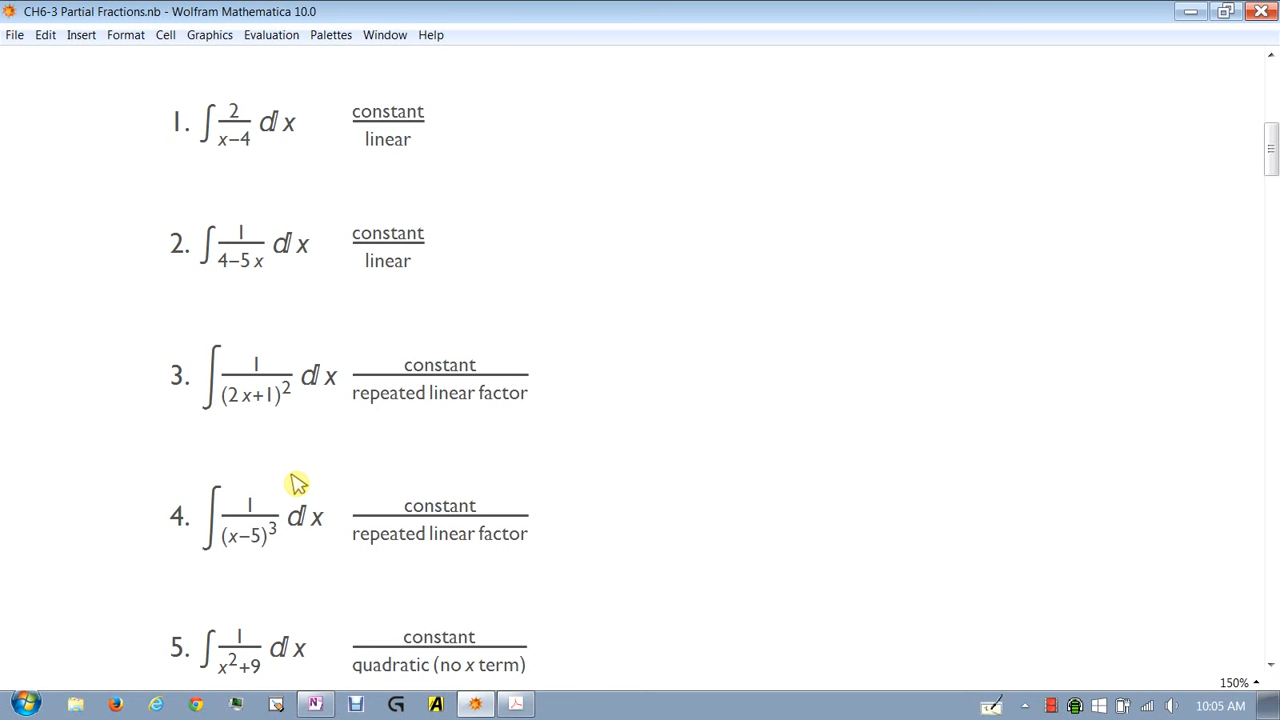 CH6-3 Partial Fractions.nb - Wolfram Mathematica 10.0
File Edit Insert Format Cell Graphics Evaluation Palettes Window Help
1. ∫ 2/(x−4) ⅆx constant/linear
2. ∫ 1/(4−5 x) ⅆx constant/linear
3. ∫ 1/(2 x+1)² ⅆx constant/repeated linear factor
4. ∫ 1/(x−5)³ ⅆx constant/repeated linear factor
5. ∫ 1/(x²+9) ⅆx constant/quadratic (no x term)
150%
10:05 AM